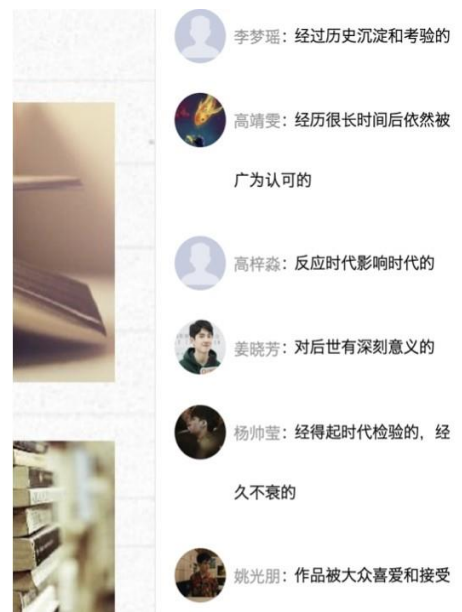 李梦瑶：经过历史沉淀和考验的
高靖雯：经历很长时间后依然被
广为认可的
高梓淼：反应时代影响时代的
姜晓芳：对后世有深刻意义的
杨帅莹：经得起时代检验的，经
久不衰的
姚光朋：作品被大众喜爱和接受